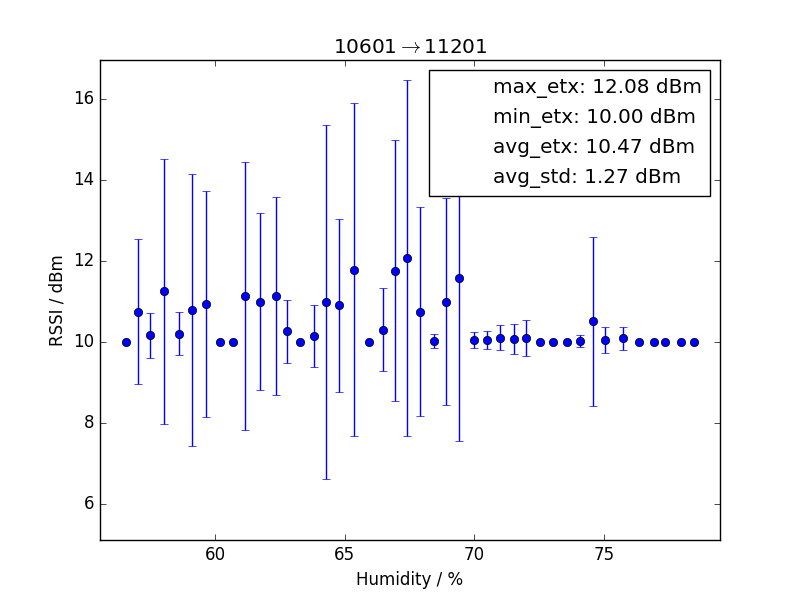 10601→11201
max_etx: 12.08 dBm
min_etx: 10.00 dBm
avg_etx: 10.47 dBm
avg_std: 1.27 dBm
RSSI / dBm
16
14
12
10
8
6
60
65
70
75
Humidity / %